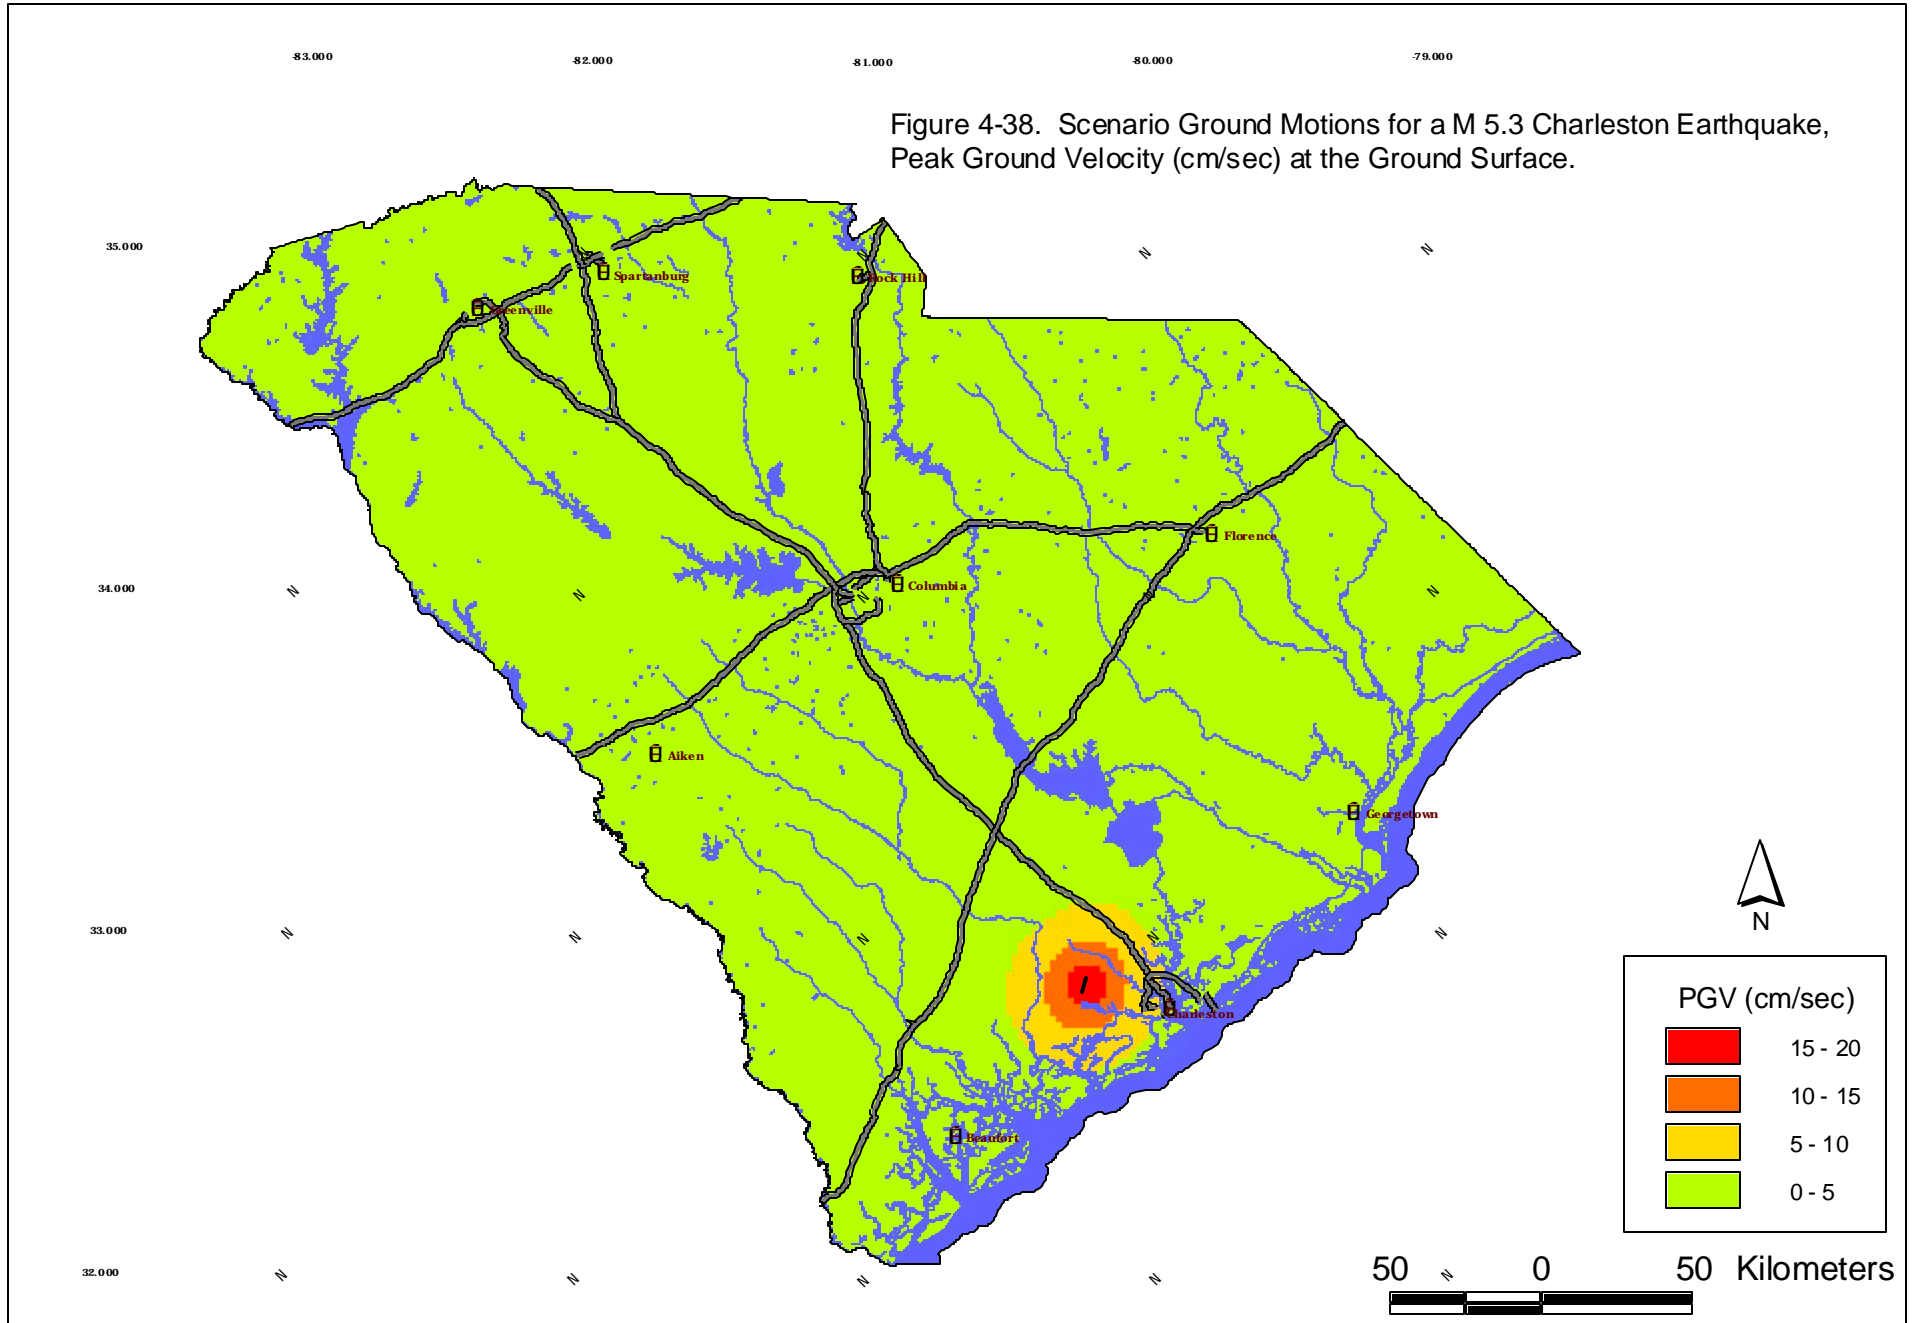 -83.000 -82.000 -81.000 -80.000 -79.000
Figure 4-38. Scenario Ground Motions for a M 5.3 Charleston Earthquake,
Peak Ground Velocity (cm/sec) at the Ground Surface.
35.000
N N
N
Spartanburg
Rock Hill
Greenville
Florence
34.000
Columbia
N N N N
Aiken
Georgetown
N
33.000
N N N N N
PGV (cm/sec)
15 - 20
10 - 15
5 - 10
0 - 5
Charleston
Beaufort
32.000
N N N N N
50 0 50 Kilometers